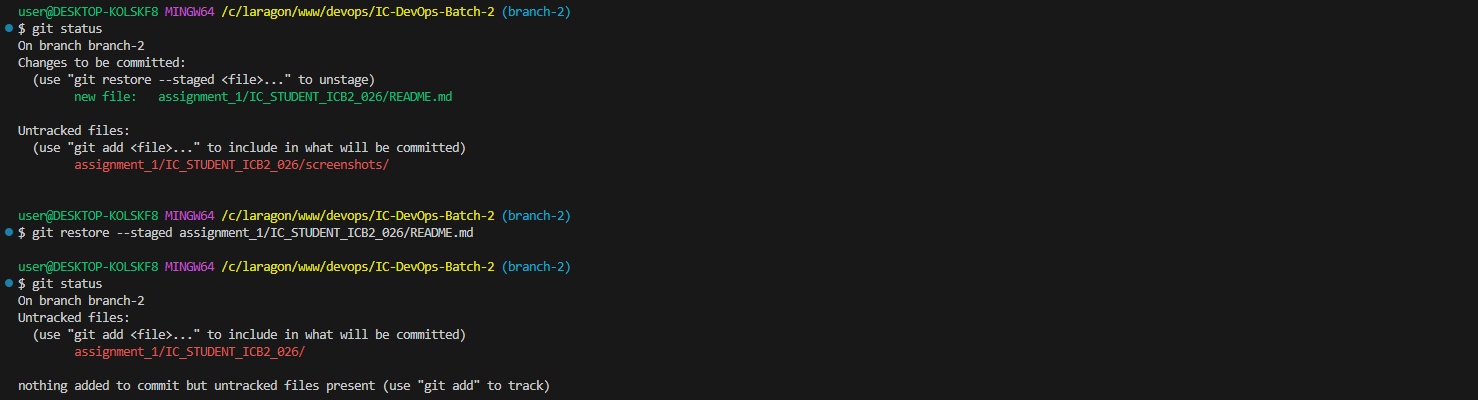 user@DESKTOP-KOLSKF8 MINGW64 /c/laragon/www/devops/IC-DevOps-Batch-2 (branch-2)
$ git status
On branch branch-2
Changes to be committed:
  (use "git restore --staged <file>..." to unstage)
        new file:   assignment_1/IC_STUDENT_ICB2_026/README.md

Untracked files:
  (use "git add <file>..." to include in what will be committed)
        assignment_1/IC_STUDENT_ICB2_026/screenshots/

user@DESKTOP-KOLSKF8 MINGW64 /c/laragon/www/devops/IC-DevOps-Batch-2 (branch-2)
$ git restore --staged assignment_1/IC_STUDENT_ICB2_026/README.md

user@DESKTOP-KOLSKF8 MINGW64 /c/laragon/www/devops/IC-DevOps-Batch-2 (branch-2)
$ git status
On branch branch-2
Untracked files:
  (use "git add <file>..." to include in what will be committed)
        assignment_1/IC_STUDENT_ICB2_026/

nothing added to commit but untracked files present (use "git add" to track)